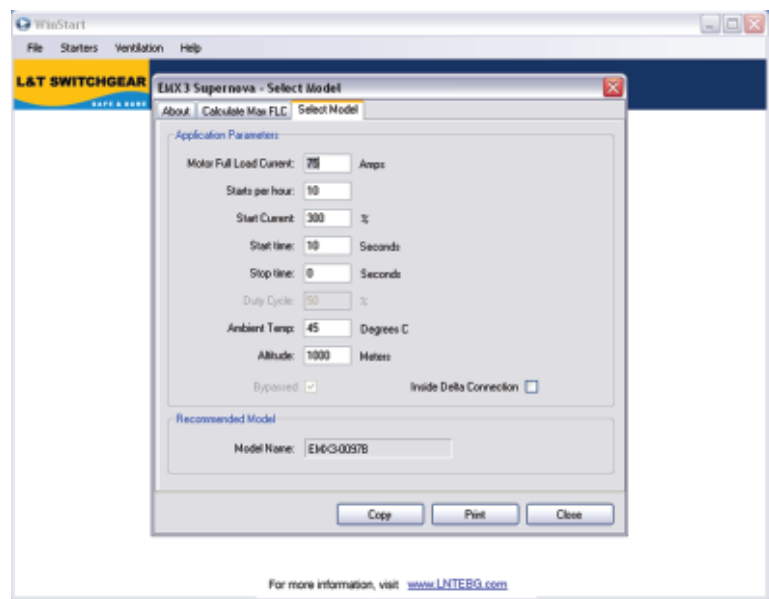 WinStart
File Starters Ventilation Help
L&T SWITCHGEAR
SAFE & SURE
EMX3 Supernova - Select Model
About Calculate Max FLC Select Model
Application Parameters
Motor Full Load Current: 75 Amps
Starts per hour: 10
Start Current: 300 %
Start time: 10 Seconds
Stop time: 0 Seconds
Duty Cycle: 50 %
Ambient Temp: 45 Degrees C
Altitude: 1000 Meters
Bypassed Inside Delta Connection
Recommended Model
Model Name: EMX3-0097B
Copy Print Close
For more information, visit www.LNTEBG.com